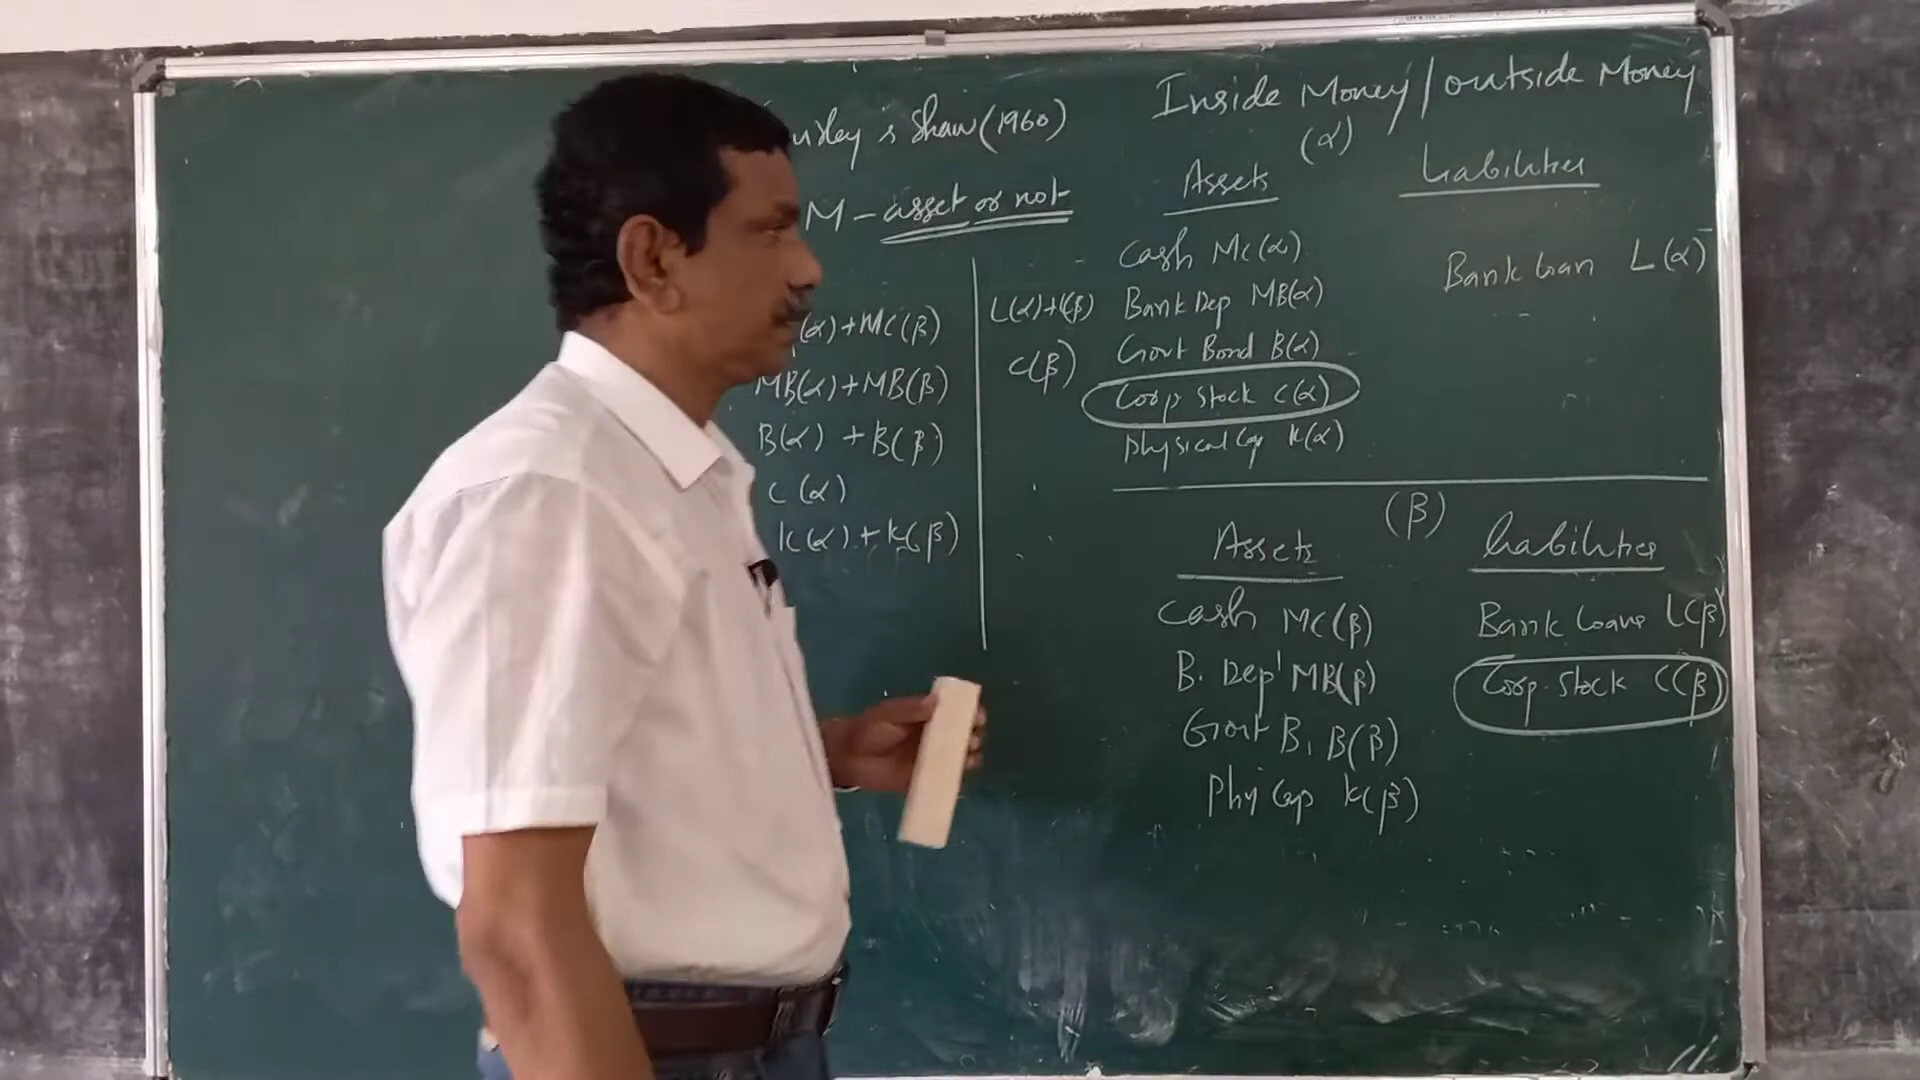 & Shaw (1960)
M - asset or not
(α) + MC(β)
MB(α) + MB(β)
B(α) + B(β)
C(α)
K(α) + K(β)
L(α) + L(β)
C(β)
Inside Money / outside Money
(α)
Assets
Liabilities
Cash MC(α)
Bank Dep MB(α)
Govt Bond B(α)
Corp. Stock C(α)
Physical Cap K(α)
Bank Loan L(α)
(β)
Assets
Liabilities
Cash MC(β)
B. Dep' MB(β)
Govt B. B(β)
Phy Cap K(β)
Bank Loans L(β)
Corp. Stock C(β)